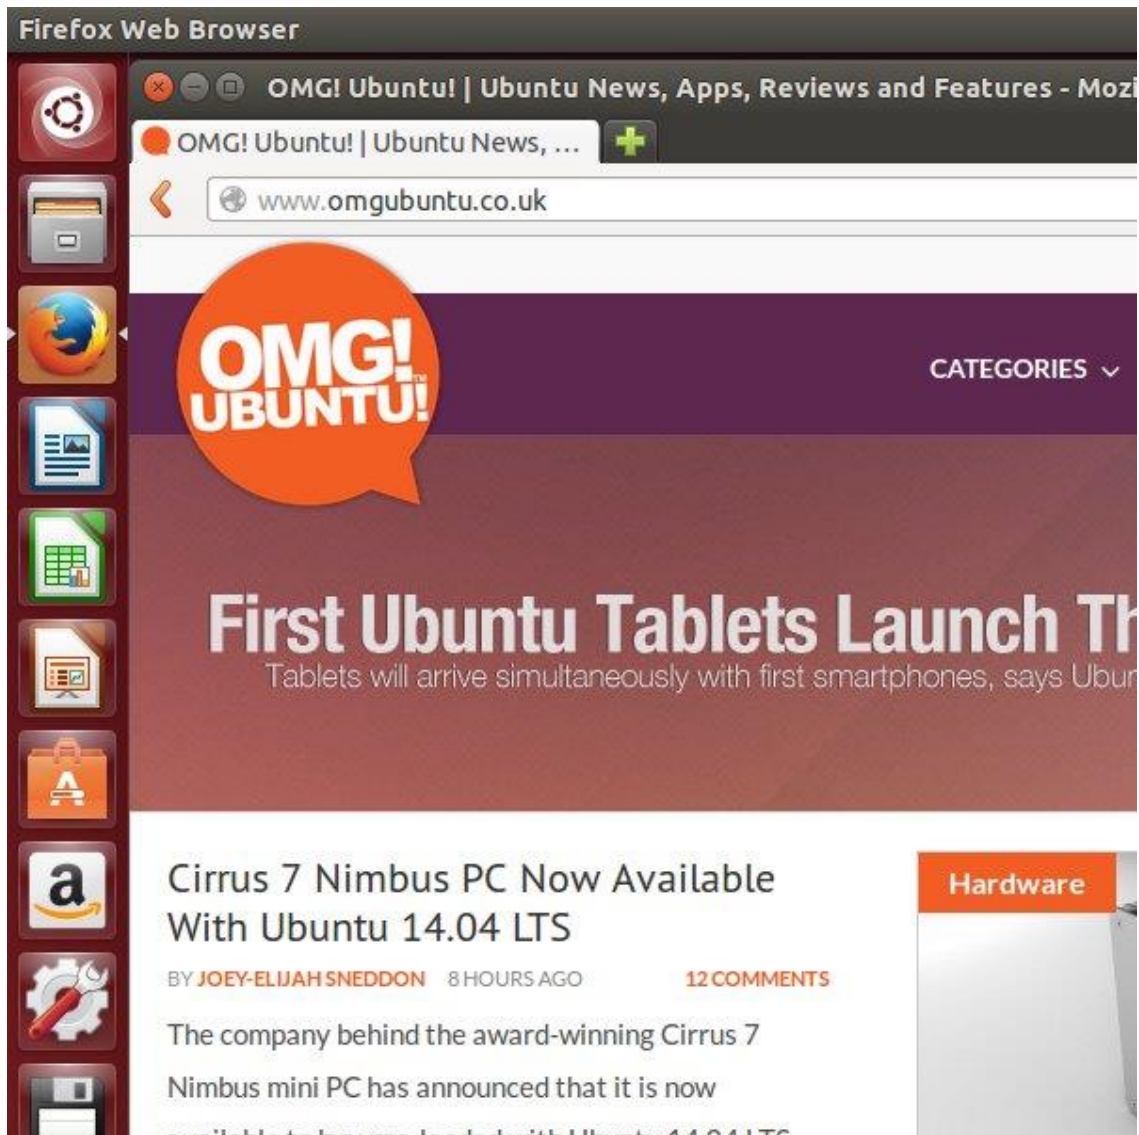 Firefox Web Browser
OMG! Ubuntu! | Ubuntu News, Apps, Reviews and Features - Mozi
OMG! Ubuntu! | Ubuntu News, ...
www.omgubuntu.co.uk
OMG!
UBUNTU!
CATEGORIES
First Ubuntu Tablets Launch Th
Tablets will arrive simultaneously with first smartphones, says Ubun
Cirrus 7 Nimbus PC Now Available
With Ubuntu 14.04 LTS
BY JOEY-ELIJAH SNEDDON 8 HOURS AGO 12 COMMENTS
The company behind the award-winning Cirrus 7
Nimbus mini PC has announced that it is now
Hardware
a